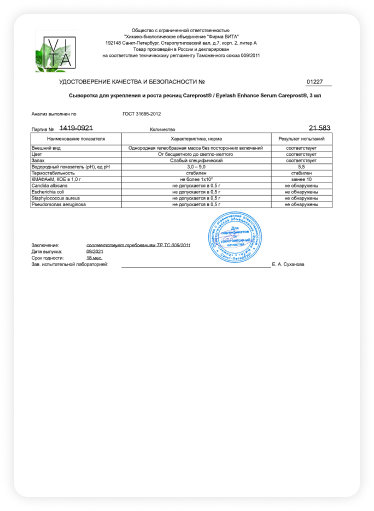 VITA
Общество с ограниченной ответственностью
"Химико-биологическое объединение "Фирма ВИТА"
192148 Санкт-Петербург, Старопутиловский вал, д.7, корп. 2, литер А
Товар произведён в России и декларирован
на соответствие техническому регламенту Таможенного союза 009/2011
УДОСТОВЕРЕНИЕ КАЧЕСТВА И БЕЗОПАСНОСТИ № 01227
Сыворотка для укрепления и роста ресниц Careprost® / Eyelash Enhance Serum Careprost®, 3 мл
Анализ выполнен по ГОСТ 31695-2012
Партия № 1419-0921 Количество 21 583
Наименование показателя Характеристика, норма Результат испытаний
Внешний вид Однородная гелеобразная масса без посторонних включений соответствует
Цвет От бесцветного до светло-желтого соответствует
Запах Слабый специфический соответствует
Водородный показатель (pH), ед pH 3,0 – 9,0 5,5
Термостабильность стабилен стабилен
КМАФАнМ, КОЕ в 1,0 г не более 1х10² менее 10
Candida albicans не допускается в 0,5 г не обнаружены
Escherichia coli не допускается в 0,5 г не обнаружены
Staphylococcus aureus не допускается в 0,5 г не обнаружены
Pseudomonas aeruginosa не допускается в 0,5 г не обнаружены
Для
качества
Заключение: соответствует требованиям ТР ТС 009/2011
Дата выпуска: 09/2021
Срок годности: 36 мес.
Зав. испытательной лабораторией: Е. А. Суханова